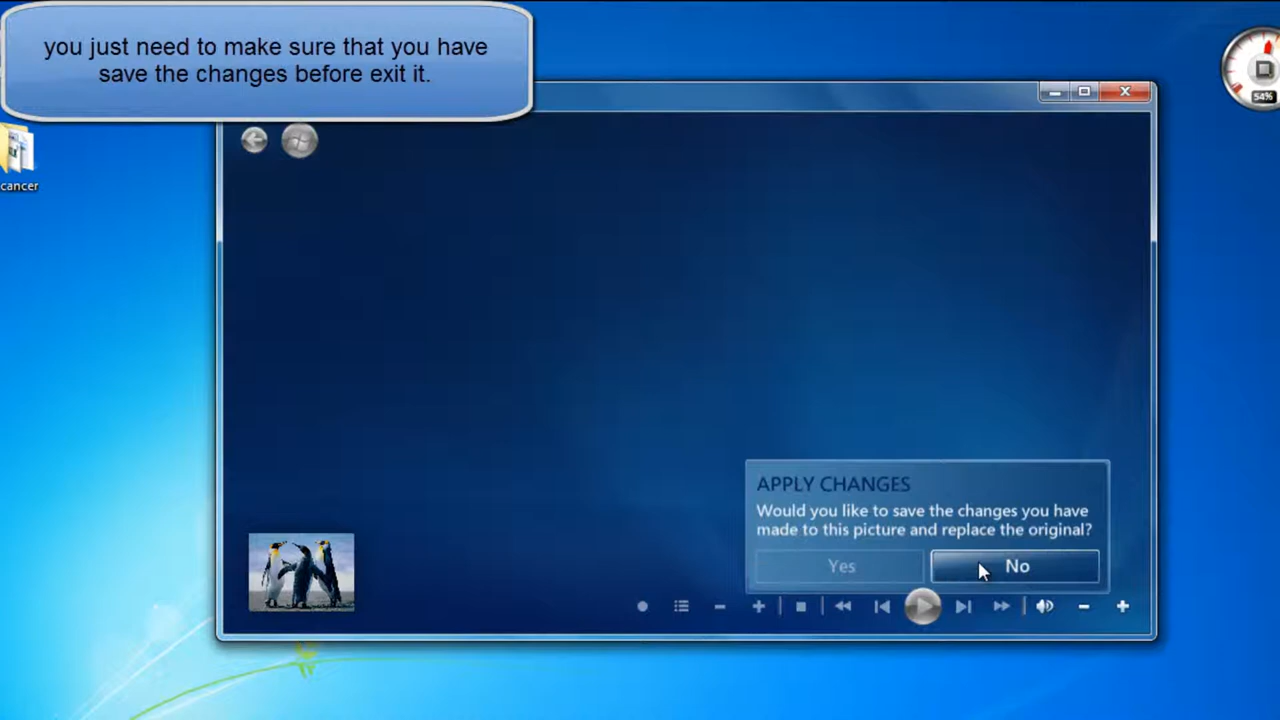 you just need to make sure that you have
save the changes before exit it.
54%
cancer
APPLY CHANGES
Would you like to save the changes you have
made to this picture and replace the original?
Yes
No